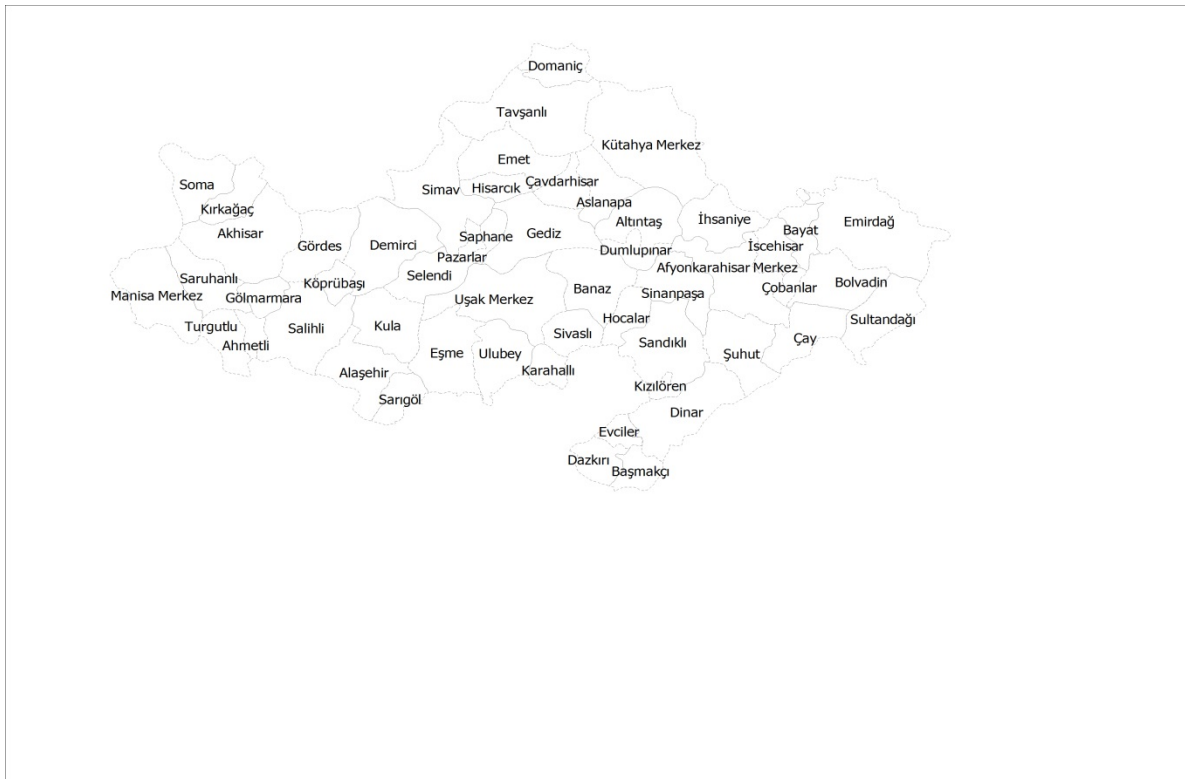 Domaniç
Tavşanlı
Kütahya Merkez
Emet
Soma
Simav
Hisarcık
Çavdarhisar
Aslanapa
Kırkağaç
Akhisar
Gördes
Demirci
Saphane
Gediz
Altıntaş
İhsaniye
Bayat
Emirdağ
İscehisar
Pazarlar
Dumlupınar
Afyonkarahisar Merkez
Saruhanlı
Köprübaşı
Selendi
Manisa Merkez
Gölmarmara
Uşak Merkez
Banaz
Sinanpaşa
Çobanlar
Bolvadin
Turgutlu
Salihli
Kula
Hocalar
Sultandağı
Ahmetli
Sivaslı
Sandıklı
Çay
Eşme
Ulubey
Şuhut
Alaşehir
Karahallı
Sarıgöl
Kızılören
Dinar
Evciler
Dazkırı
Başmakçı